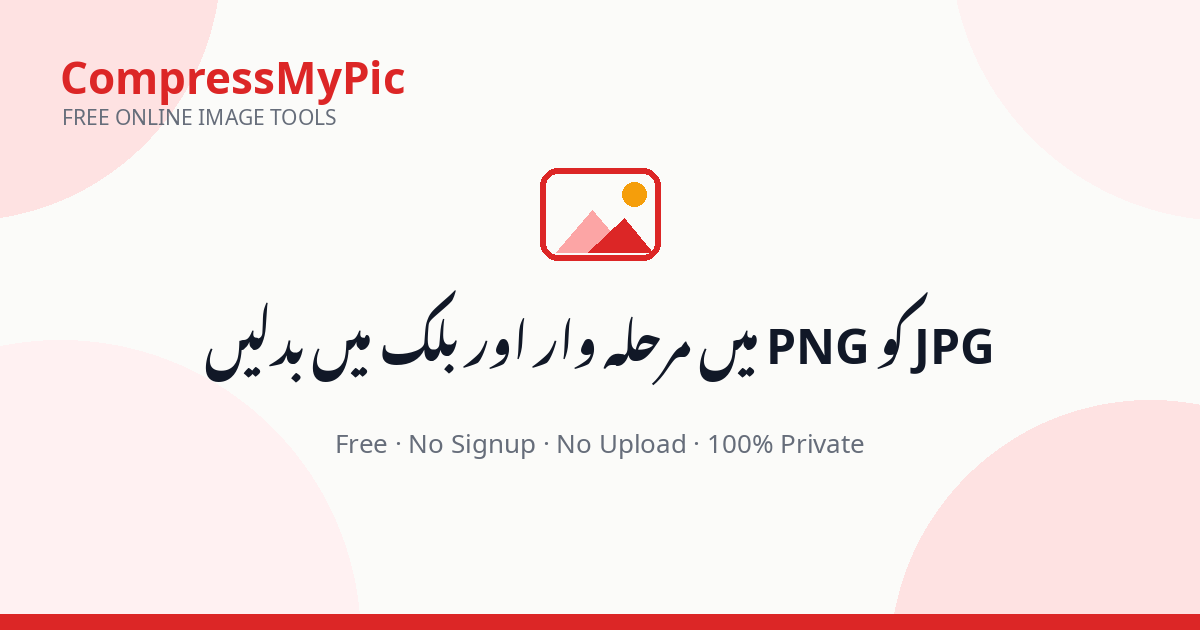 CompressMyPic
FREE ONLINE IMAGE TOOLS
JPG کو PNG میں مرحلہ وار اور بلک میں بدلیں
Free · No Signup · No Upload · 100% Private